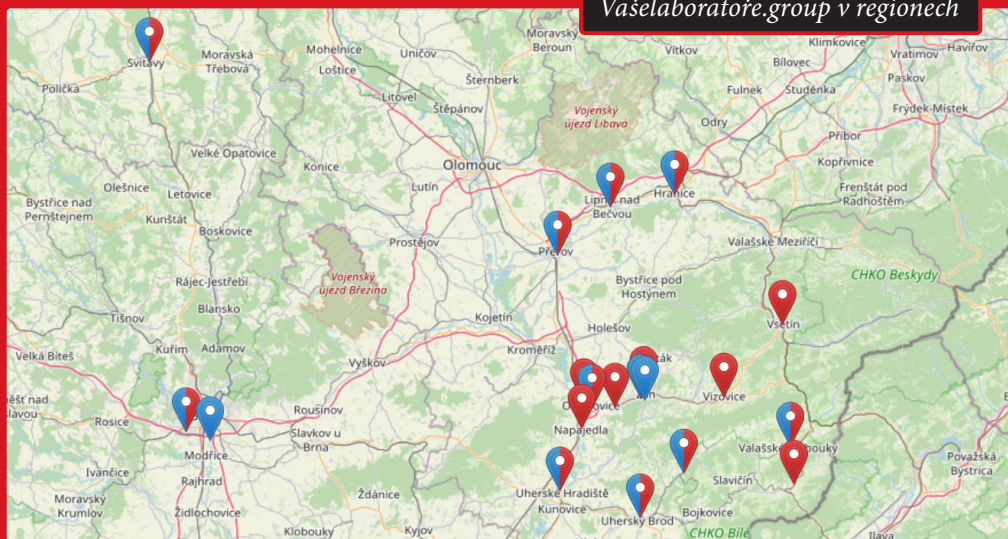 Vašelaboratoře.group v regionech
Svitavy
Moravská
Třebová
Mohelnice
Loštice
Uničov
Moravský
Beroun
Vítkov
Klimkovice
Bílovec
Vratimov
Havířov
Paskov
Polička
Litovel
Šternberk
Štěpánov
Vojenský
újezd Libavá
Fulnek
Studénka
Odry
Frýdek-Místek
Příbor
Velké Opatovice
Konice
Olomouc
Kopřivnice
Olešnice
Letovice
Lutín
Hranice
Frenštát pod
Radhoštěm
Bystřice nad
Pernštejnem
Kunštát
Boskovice
Lipník nad
Bečvou
Prostějov
Přerov
Valašské Meziříčí
Rájec-Jestřebí
Vojenský
újezd Březina
Bystřice pod
Hostýnem
CHKO Beskydy
Tišnov
Blansko
Kojetín
Holešov
Vsetín
Velká Bíteš
Kuřim
Adamov
Vyškov
Kroměříž
Vizovice
Rosice
Rousínov
Slavkov u
Brna
Napajedla
Modřice
Ivančice
Rajhrad
Slavičín
Považská
Bystrica
Moravský
Krumlov
Židlochovice
Ždánice
Uherské Hradiště
Kunovice
Uherský Brod
Bojkovice
Klobouky
Kyjov
CHKO Bílé
Ilava